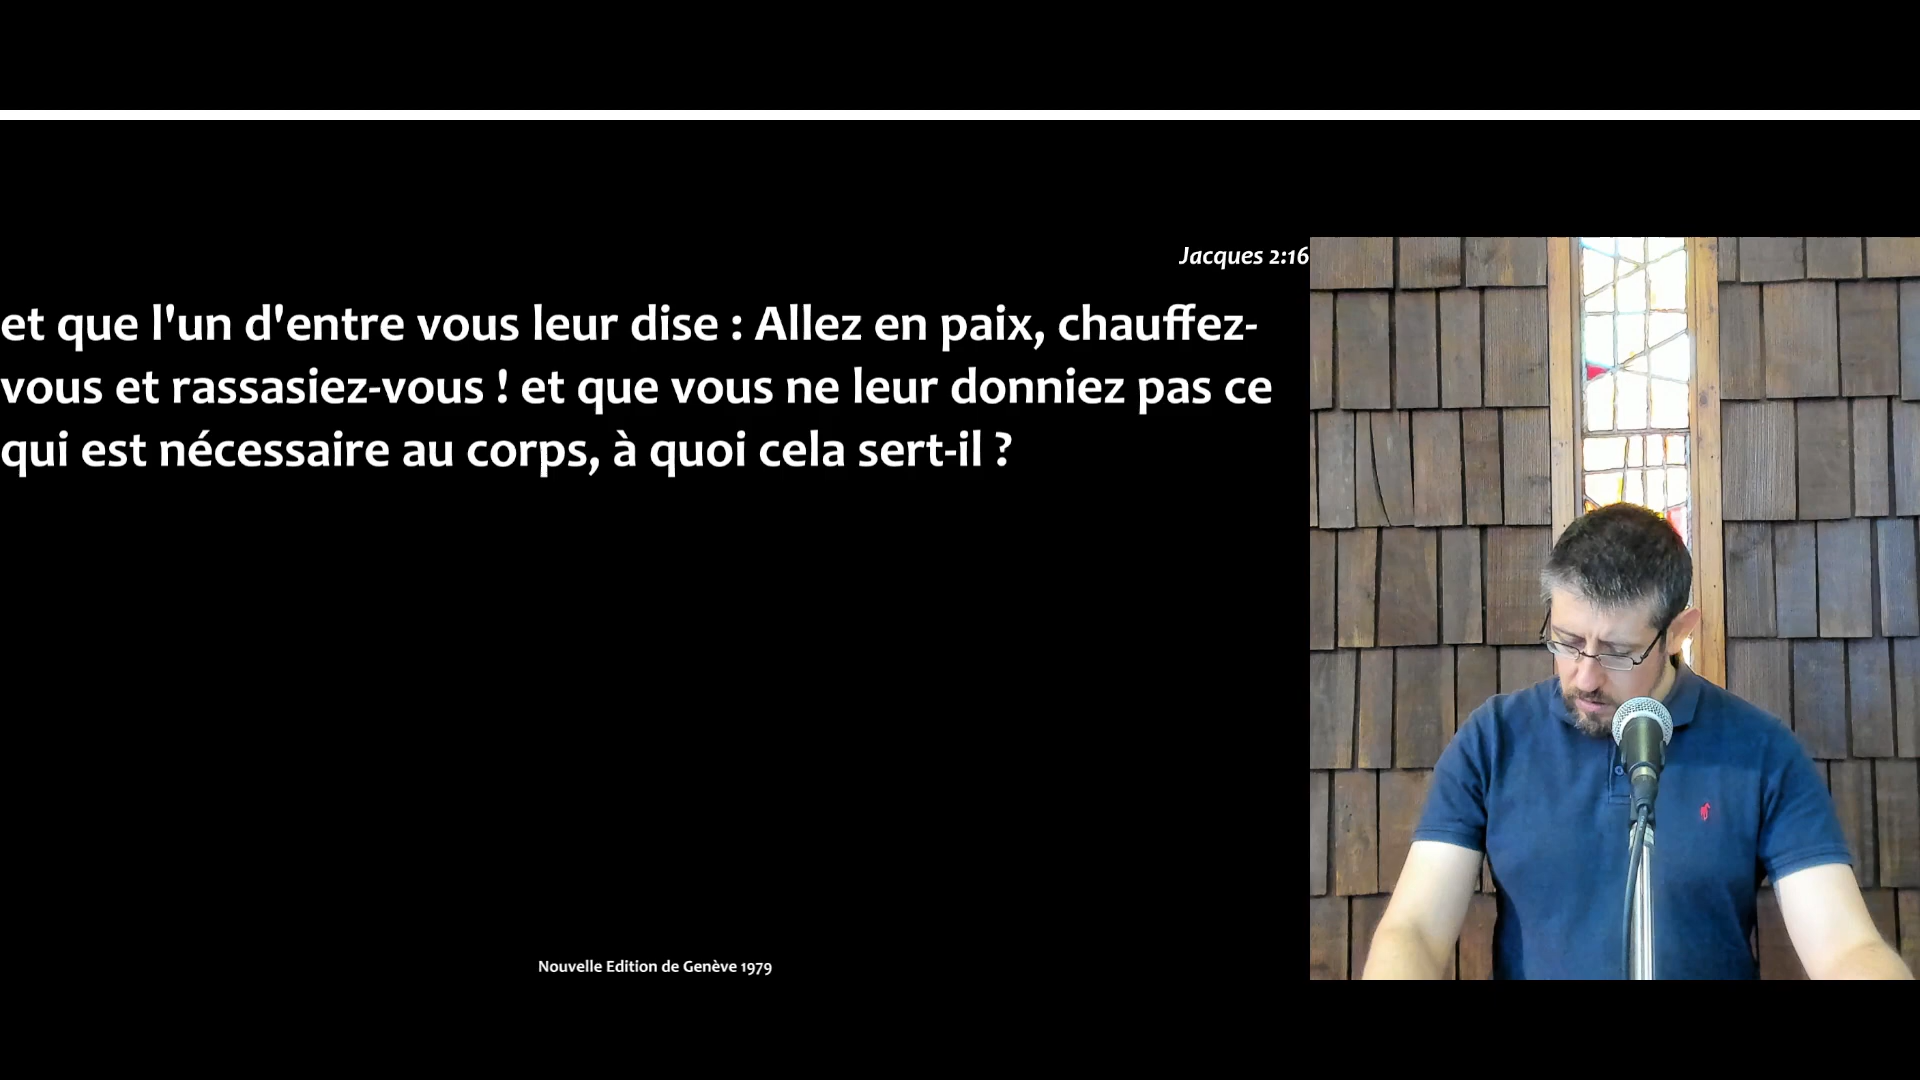 Jacques 2:16
et que l'un d'entre vous leur dise : Allez en paix, chauffez-
vous et rassasiez-vous ! et que vous ne leur donniez pas ce
qui est nécessaire au corps, à quoi cela sert-il ?
Nouvelle Edition de Genève 1979